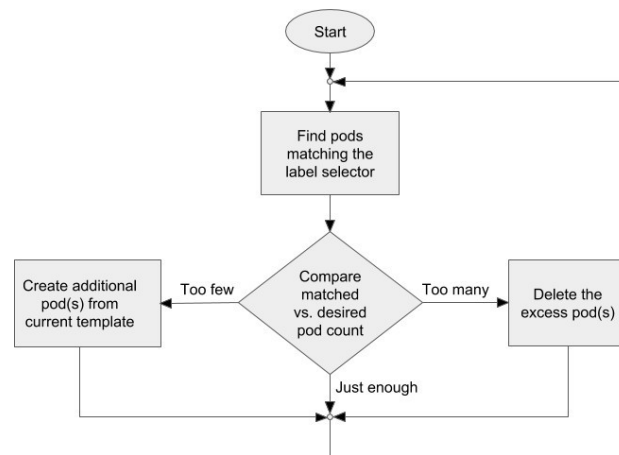 Start
Find pods
matching the
label selector
Create additional
pod(s) from
current template
Too few
Compare
matched
vs. desired
pod count
Too many
Delete the
excess pod(s)
Just enough